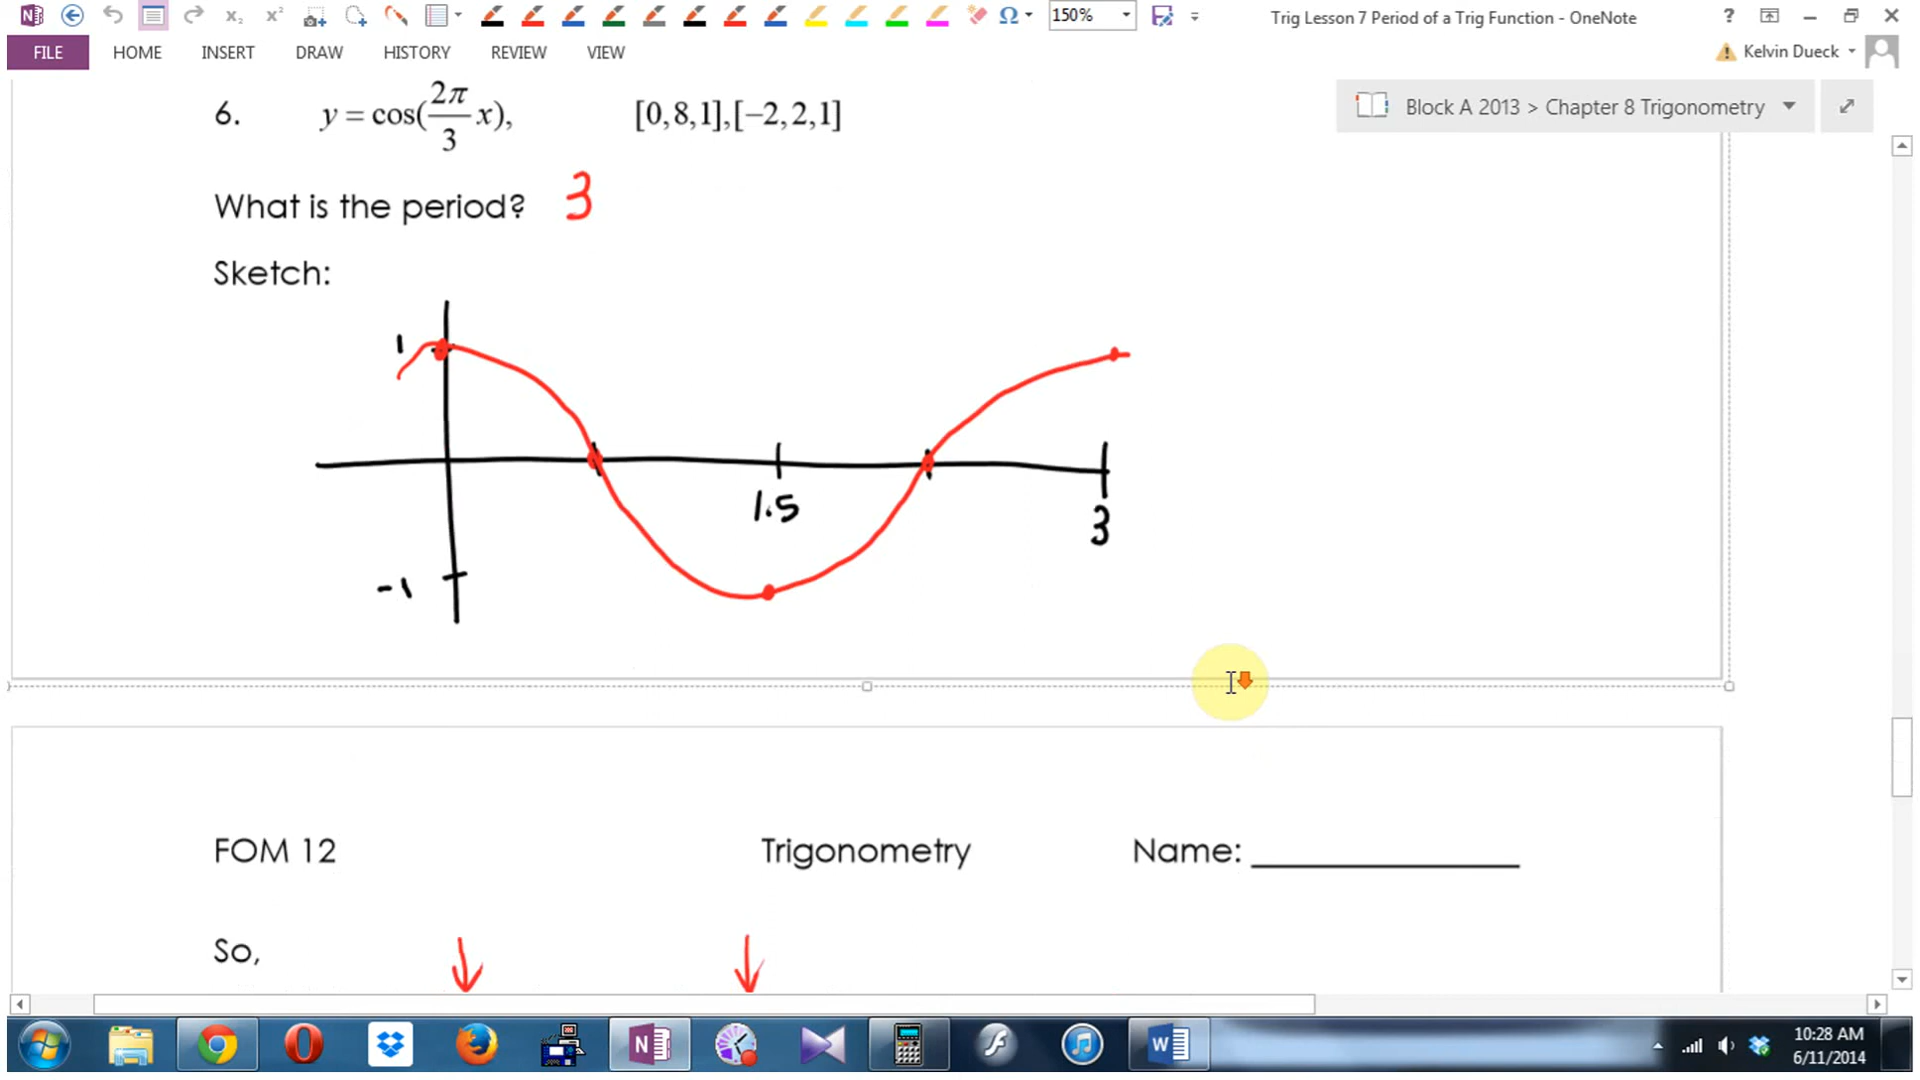 150%
Trig Lesson 7 Period of a Trig Function - OneNote
FILE HOME INSERT DRAW HISTORY REVIEW VIEW
Kelvin Dueck
Block A 2013 > Chapter 8 Trigonometry
6. y = cos(2π/3 x), [0,8,1],[−2,2,1]
What is the period? 3
Sketch:
1
1.5
3
-1
FOM 12 Trigonometry Name: _______________
So,
10:28 AM
6/11/2014